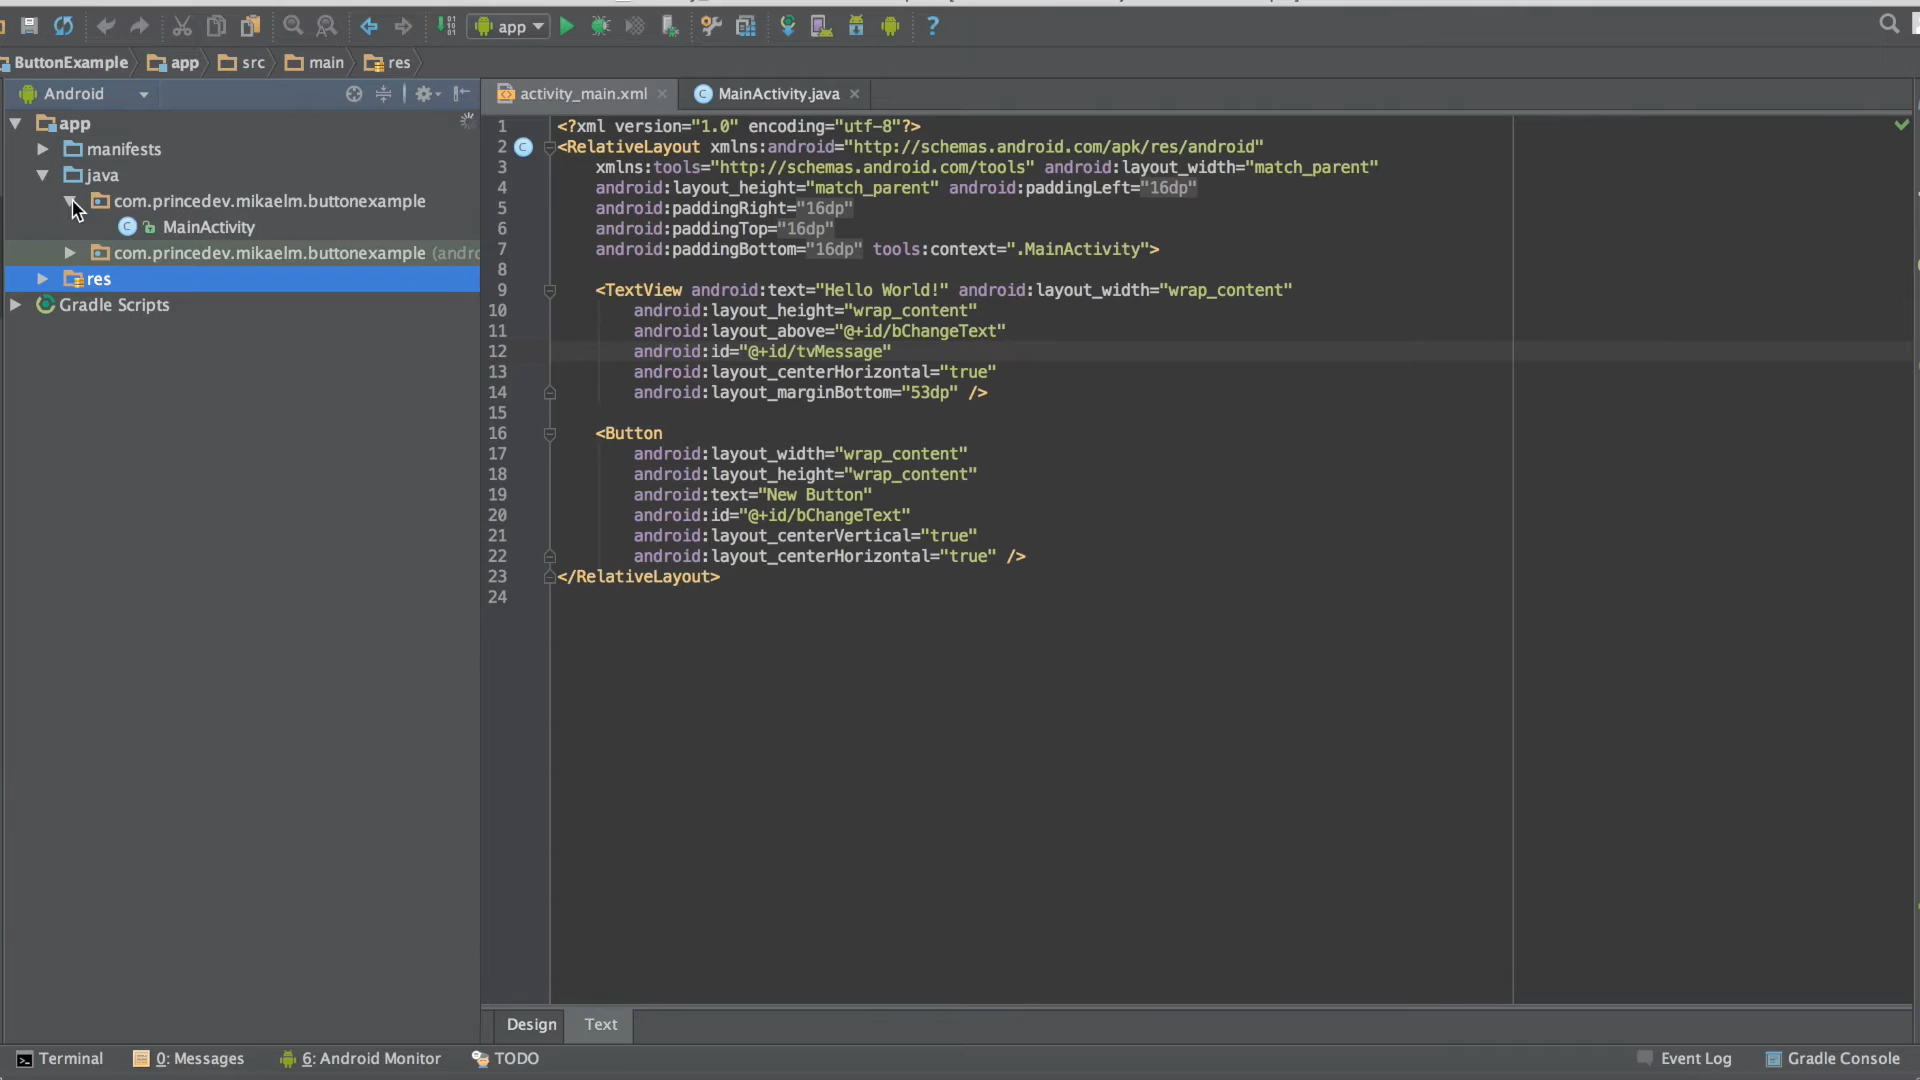 app
?
ButtonExample app src main res
Android
activity_main.xml MainActivity.java
app
manifests
java
com.princedev.mikaelm.buttonexample
MainActivity
com.princedev.mikaelm.buttonexample (andro
res
Gradle Scripts
1 <?xml version="1.0" encoding="utf-8"?>
2 <RelativeLayout xmlns:android="http://schemas.android.com/apk/res/android"
3 xmlns:tools="http://schemas.android.com/tools" android:layout_width="match_parent"
4 android:layout_height="match_parent" android:paddingLeft="16dp"
5 android:paddingRight="16dp"
6 android:paddingTop="16dp"
7 android:paddingBottom="16dp" tools:context=".MainActivity">
8
9 <TextView android:text="Hello World!" android:layout_width="wrap_content"
10 android:layout_height="wrap_content"
11 android:layout_above="@+id/bChangeText"
12 android:id="@+id/tvMessage"
13 android:layout_centerHorizontal="true"
14 android:layout_marginBottom="53dp" />
15
16 <Button
17 android:layout_width="wrap_content"
18 android:layout_height="wrap_content"
19 android:text="New Button"
20 android:id="@+id/bChangeText"
21 android:layout_centerVertical="true"
22 android:layout_centerHorizontal="true" />
23 </RelativeLayout>
24
Design Text
Terminal 0: Messages 6: Android Monitor TODO Event Log Gradle Console